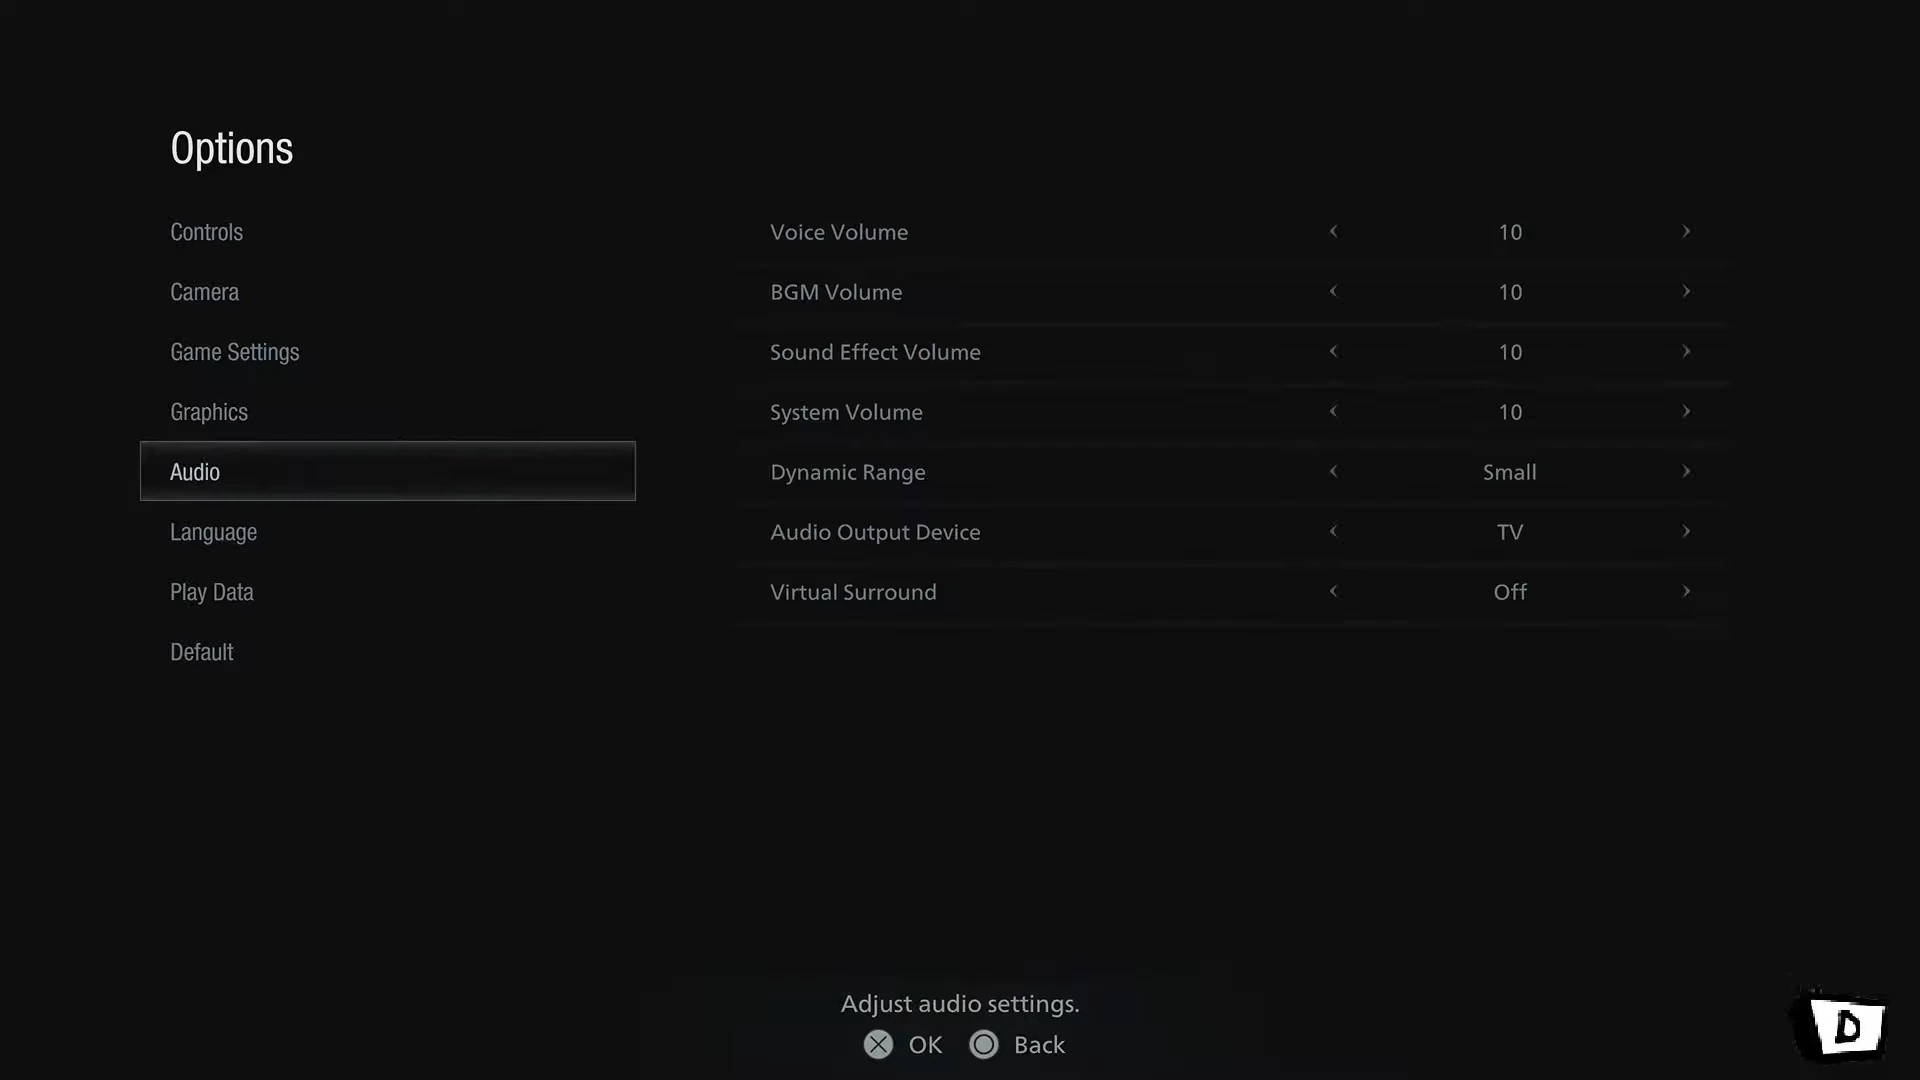 Options
Controls
Camera
Game Settings
Graphics
Audio
Language
Play Data
Default
Voice Volume 10
BGM Volume 10
Sound Effect Volume 10
System Volume 10
Dynamic Range Small
Audio Output Device TV
Virtual Surround Off
Adjust audio settings.
OK Back
D